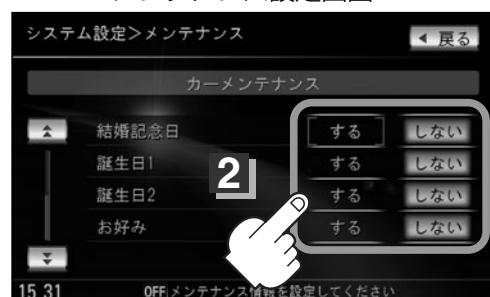 システム設定＞メンテナンス
◀ 戻る
カーメンテナンス
結婚記念日 する しない
誕生日1 する しない
誕生日2 する しない
お好み する しない
2
15 31 OFF メンテナンス情報を設定してください